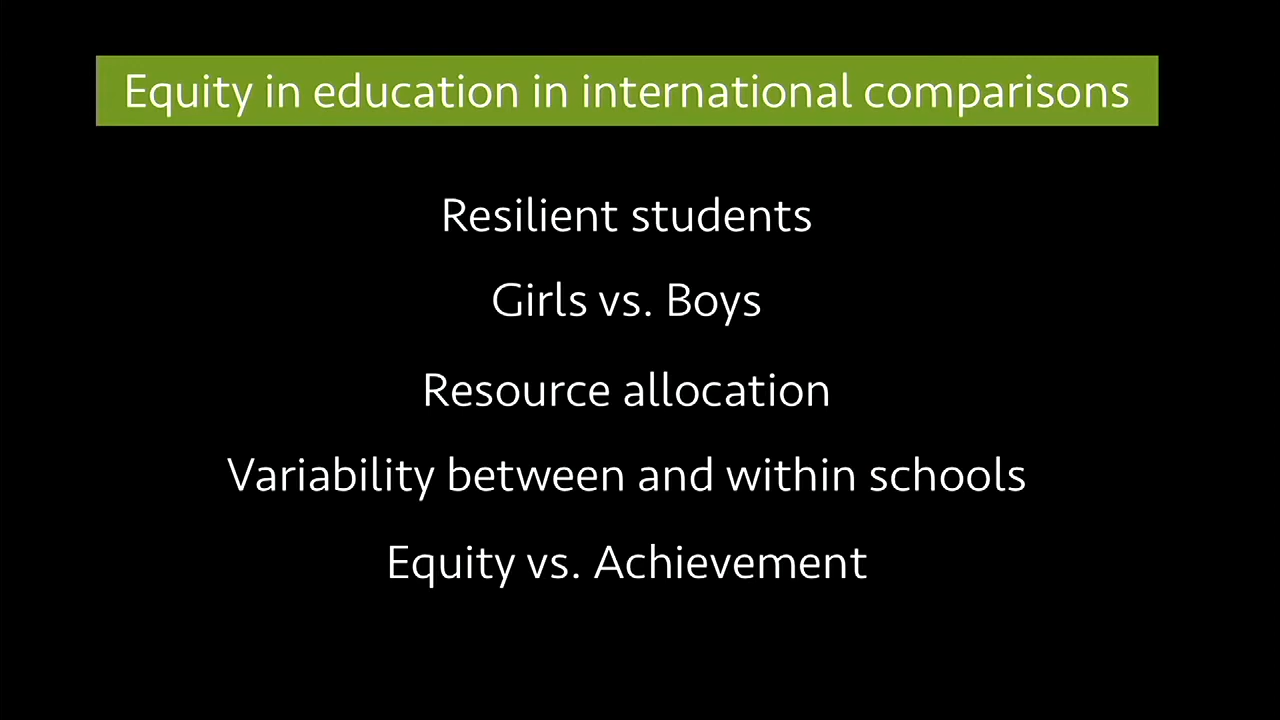 Equity in education in international comparisons
Resilient students
Girls vs. Boys
Resource allocation
Variability between and within schools
Equity vs. Achievement